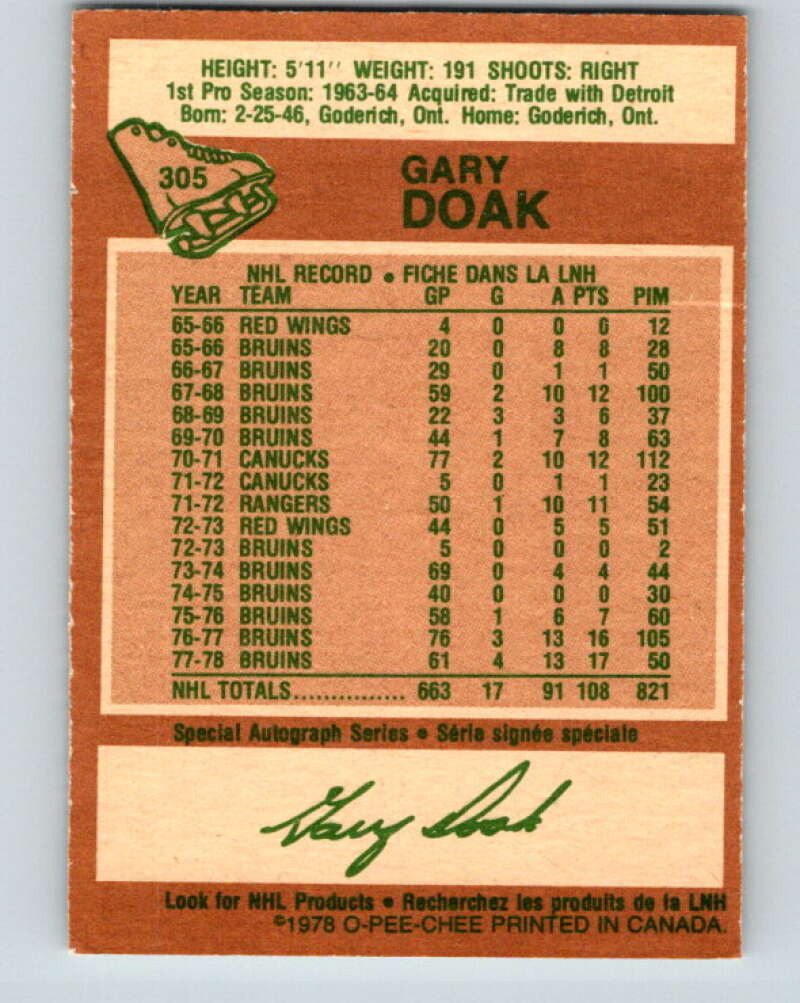 HEIGHT: 5'11'' WEIGHT: 191 SHOOTS: RIGHT
1st Pro Season: 1963-64 Acquired: Trade with Detroit
Born: 2-25-46, Goderich, Ont. Home: Goderich, Ont.
305
GARY
DOAK
NHL RECORD • FICHE DANS LA LNH
YEAR TEAM GP G A PTS PIM
65-66 RED WINGS 4 0 0 0 12
65-66 BRUINS 20 0 8 8 28
66-67 BRUINS 29 0 1 1 50
67-68 BRUINS 59 2 10 12 100
68-69 BRUINS 22 3 3 6 37
69-70 BRUINS 44 1 7 8 63
70-71 CANUCKS 77 2 10 12 112
71-72 CANUCKS 5 0 1 1 23
71-72 RANGERS 50 1 10 11 54
72-73 RED WINGS 44 0 5 5 51
72-73 BRUINS 5 0 0 0 2
73-74 BRUINS 69 0 4 4 44
74-75 BRUINS 40 0 0 0 30
75-76 BRUINS 58 1 6 7 60
76-77 BRUINS 76 3 13 16 105
77-78 BRUINS 61 4 13 17 50
NHL TOTALS............... 663 17 91 108 821
Special Autograph Series • Série signée spéciale
Gary Doak
Look for NHL Products • Recherchez les produits de la LNH
©1978 O-PEE-CHEE PRINTED IN CANADA.